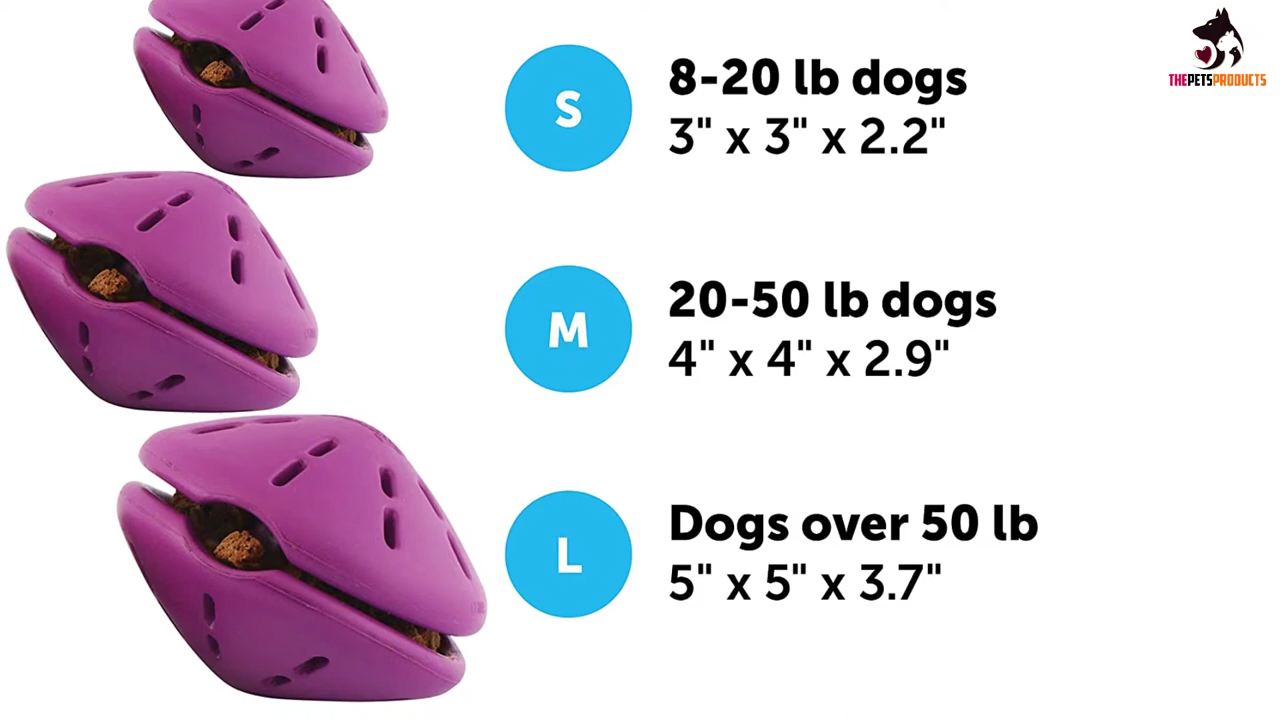 S
8-20 lb dogs
3" x 3" x 2.2"
THEPETSPRODUCTS
M
20-50 lb dogs
4" x 4" x 2.9"
L
Dogs over 50 lb
5" x 5" x 3.7"